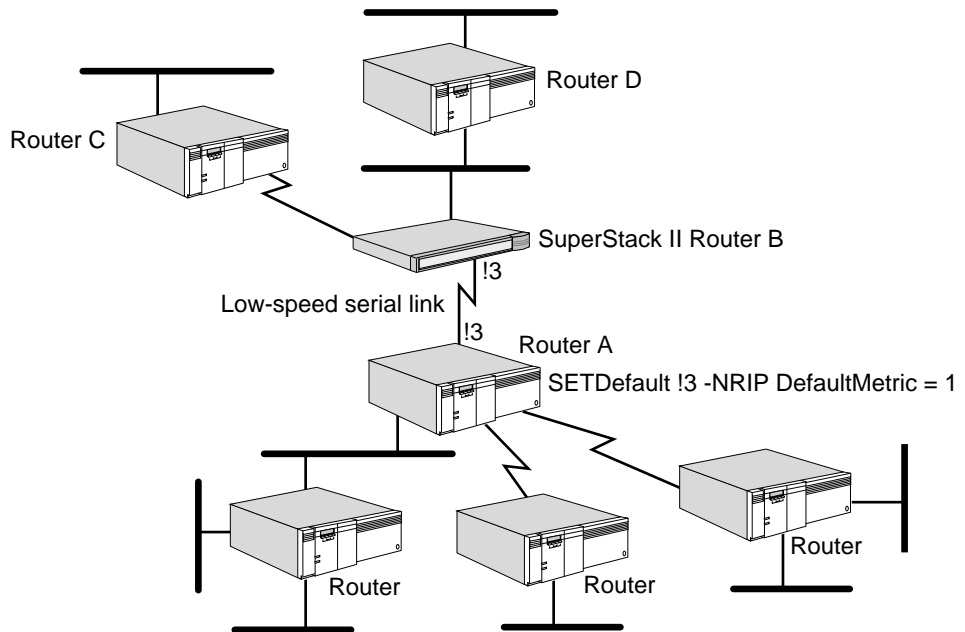 Router D
Router C
SuperStack II Router B
!3
Low-speed serial link
!3
Router A
SETDefault !3 -NRIP DefaultMetric = 1
Router
Router
Router